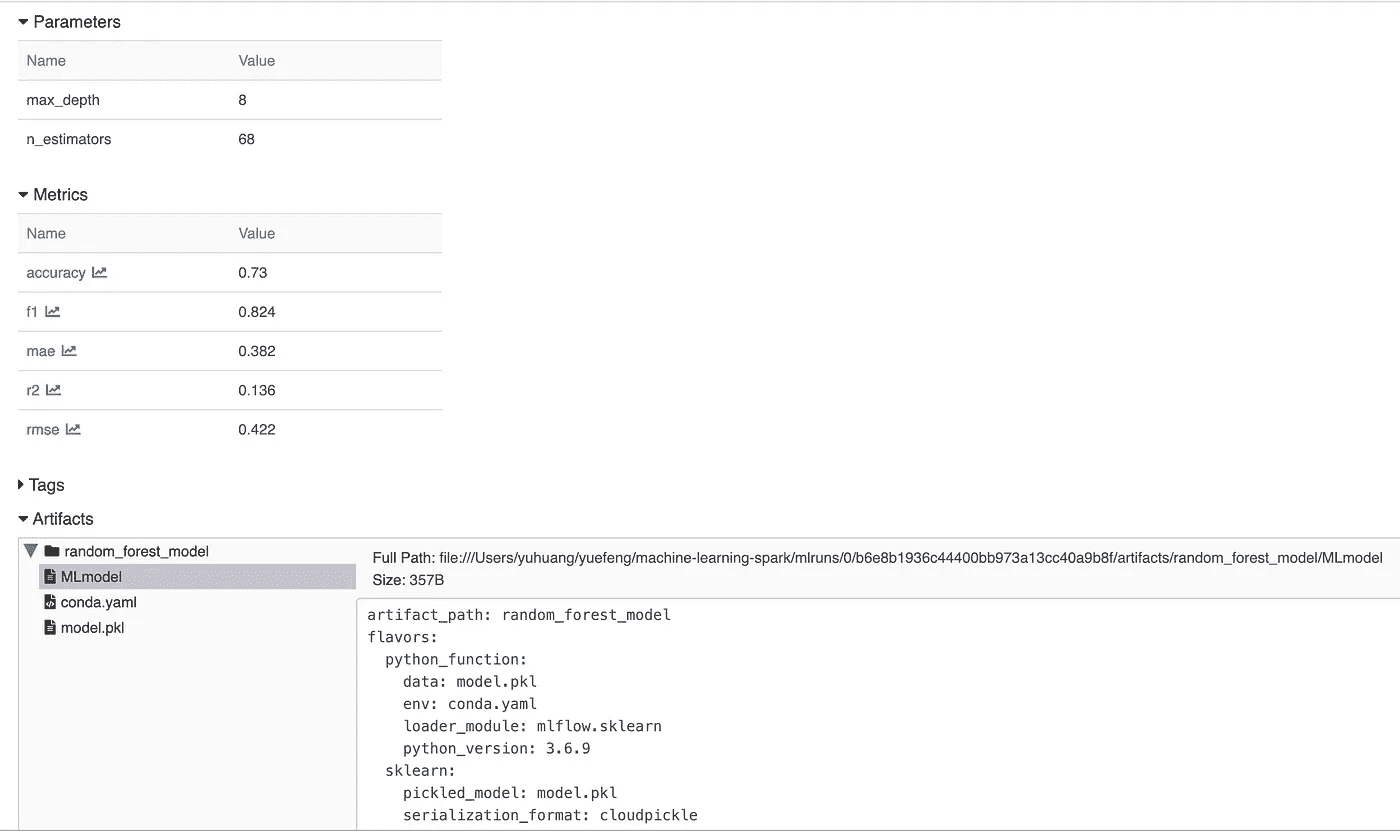 Parameters
Name Value
max_depth 8
n_estimators 68
Metrics
Name Value
accuracy 0.73
f1 0.824
mae 0.382
r2 0.136
rmse 0.422
Tags
Artifacts
random_forest_model
MLmodel
conda.yaml
model.pkl
Full Path: file:///Users/yuhuang/yuefeng/machine-learning-spark/mlruns/0/b6e8b1936c44400bb973a13cc40a9b8f/artifacts/random_forest_model/MLmodel
Size: 357B
artifact_path: random_forest_model
flavors:
  python_function:
    data: model.pkl
    env: conda.yaml
    loader_module: mlflow.sklearn
    python_version: 3.6.9
  sklearn:
    pickled_model: model.pkl
    serialization_format: cloudpickle